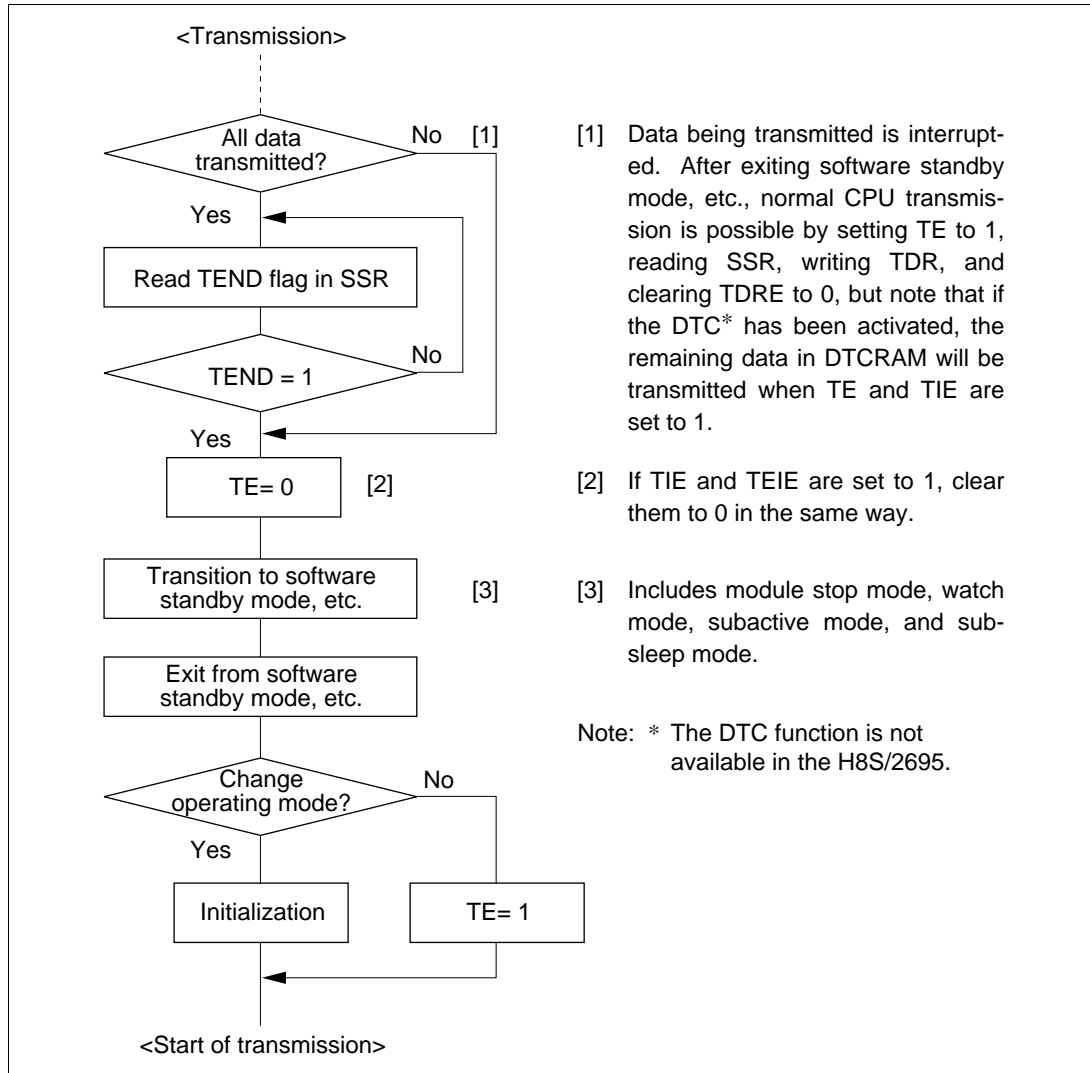 <Transmission>
All data
transmitted?
No
[1]
Yes
Read TEND flag in SSR
TEND = 1
No
Yes
TE= 0
[2]
Transition to software
standby mode, etc.
[3]
Exit from software
standby mode, etc.
Change
operating mode?
No
Yes
Initialization
TE= 1
<Start of transmission>
[1] Data being transmitted is interrupt-
ed. After exiting software standby
mode, etc., normal CPU transmis-
sion is possible by setting TE to 1,
reading SSR, writing TDR, and
clearing TDRE to 0, but note that if
the DTC* has been activated, the
remaining data in DTCRAM will be
transmitted when TE and TIE are
set to 1.
[2] If TIE and TEIE are set to 1, clear
them to 0 in the same way.
[3] Includes module stop mode, watch
mode, subactive mode, and sub-
sleep mode.
Note: * The DTC function is not
available in the H8S/2695.